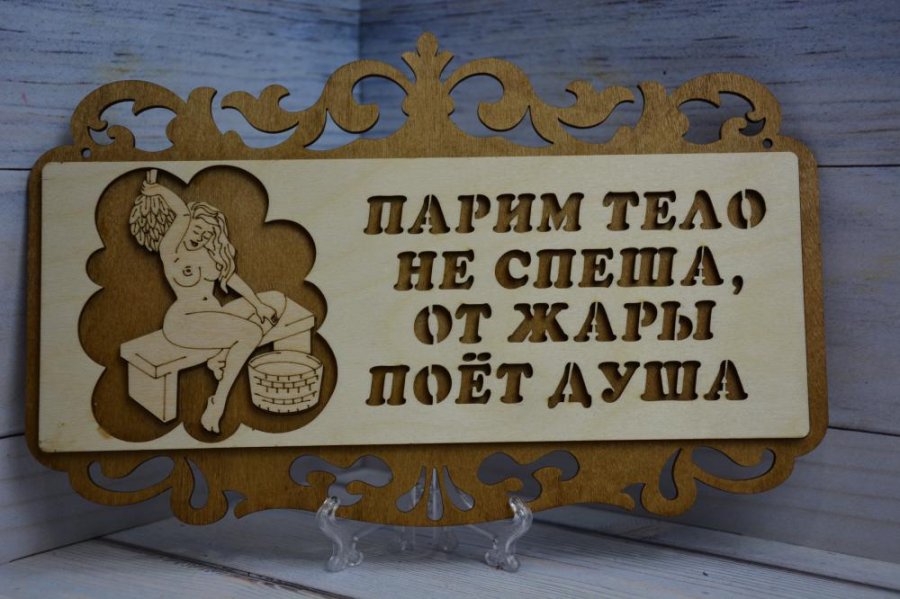 ПАРИМ ТЕЛО
НЕ СПЕША,
ОТ ЖАРЫ
ПОЁТ ДУША